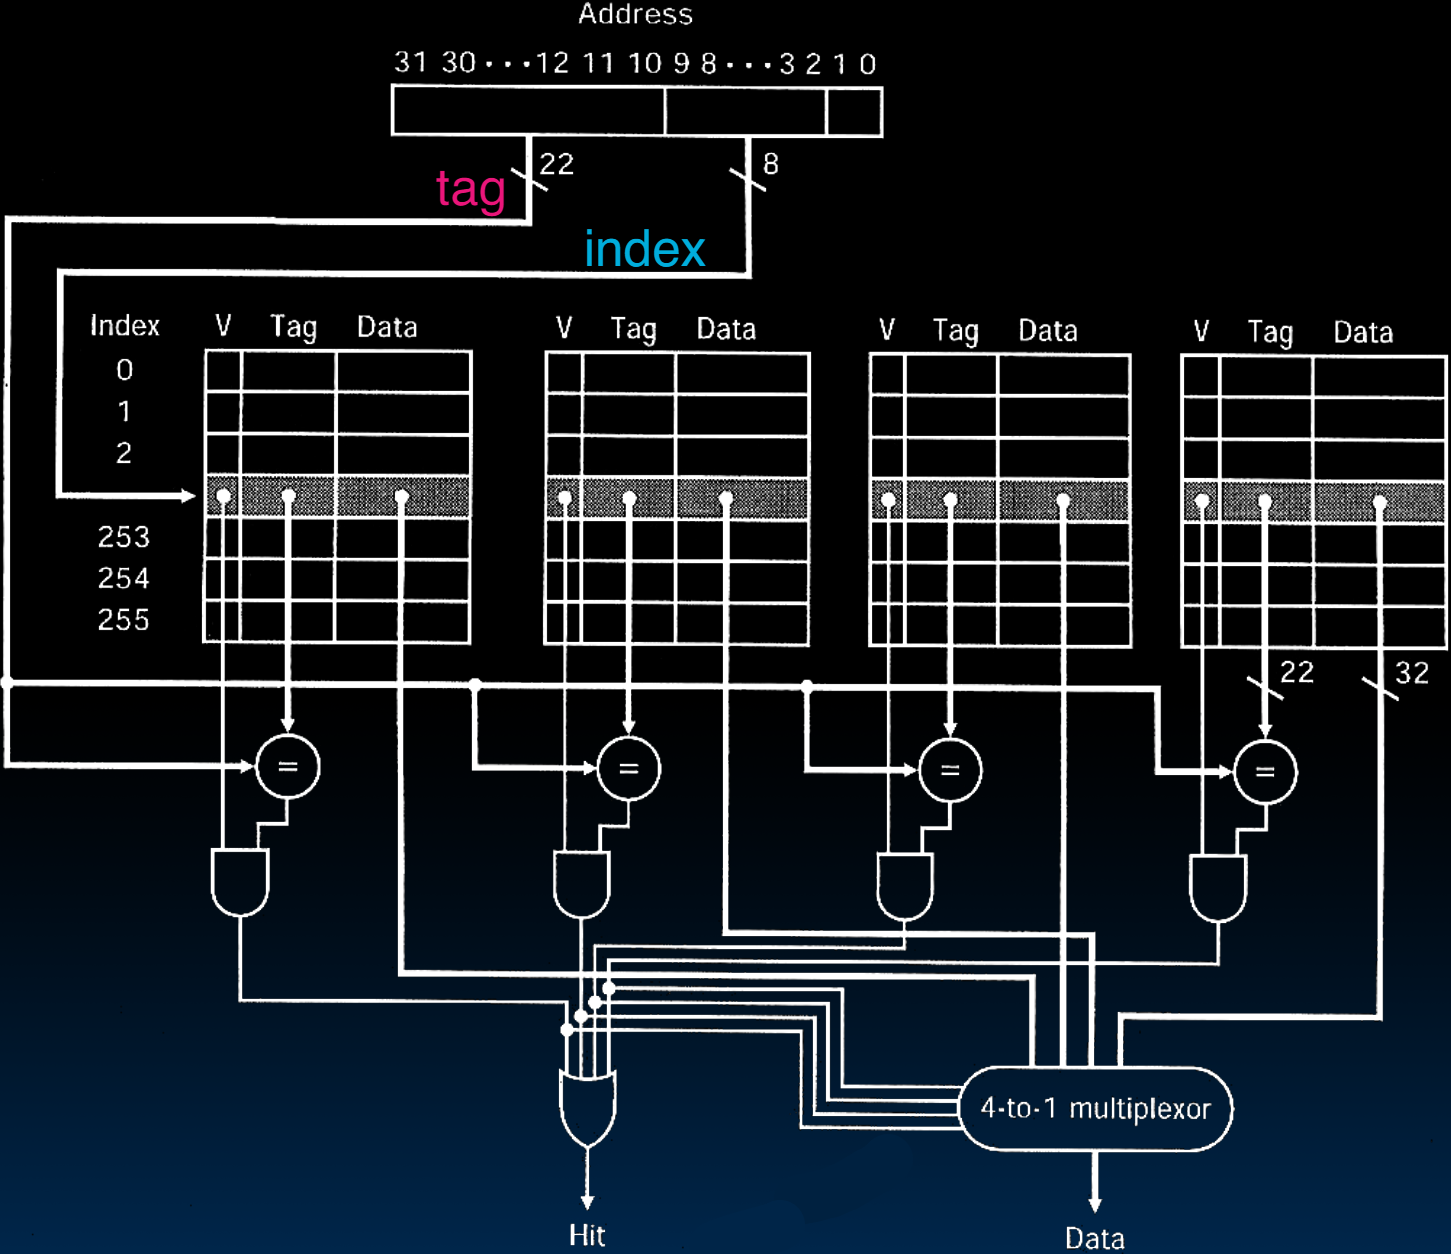 Address
31 30 ··· 12 11 10 9 8 ··· 3 2 1 0
22
8
tag
index
Index V Tag Data V Tag Data V Tag Data V Tag Data
0
1
2
253
254
255
22
32
= = = =
4-to-1 multiplexor
Hit
Data